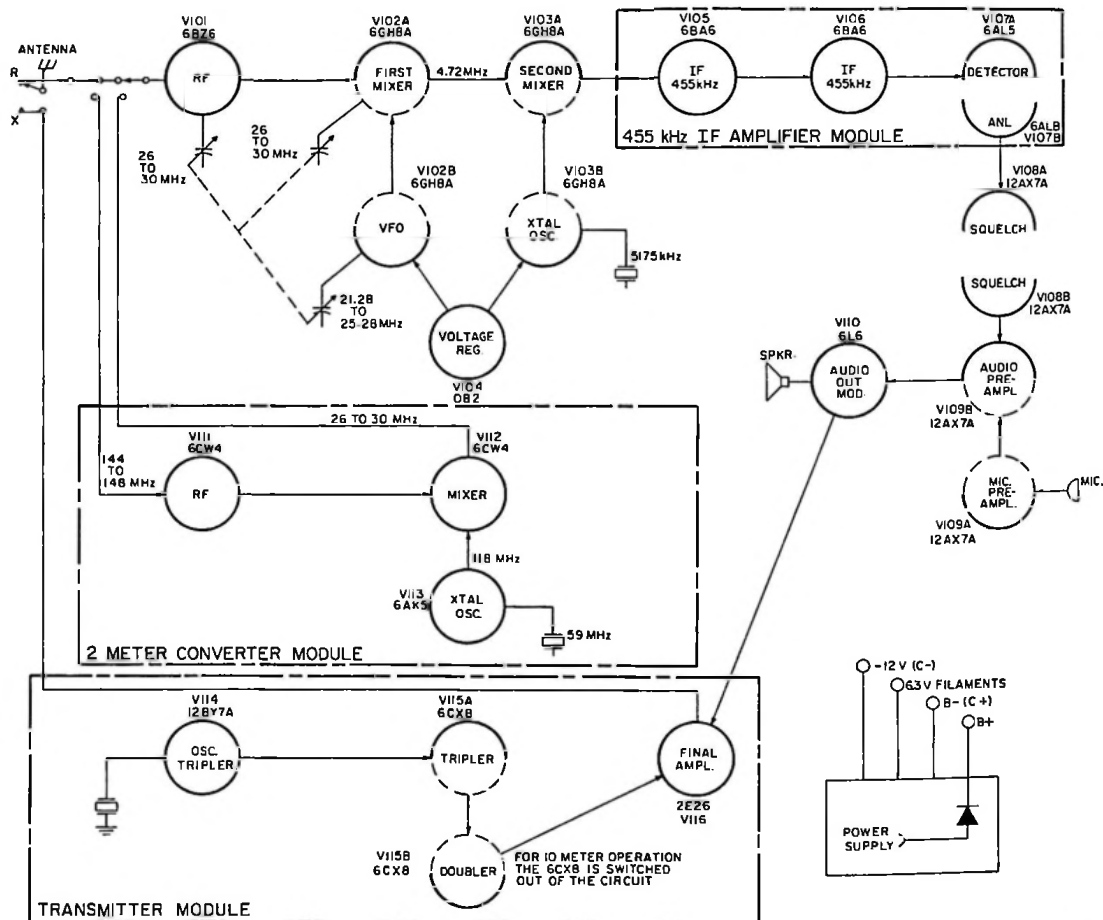 V101
6BZ6
V102A
6GH8A
V103A
6GH8A
V105
6BA6
V106
6BA6
V107A
6AL5
ANTENNA
R
X
RF
FIRST
MIXER
4.72MHz
SECOND
MIXER
IF
455kHz
IF
455kHz
DETECTOR
ANL
6ALB
V107B
455 kHz IF AMPLIFIER MODULE
26
TO
30 MHz
26
TO
30 MHz
V102B
6GH8A
V103B
6GH8A
V108A
12AX7A
VFO
XTAL
OSC.
5175kHz
SQUELCH
SQUELCH
V108B
12AX7A
21.28
TO
25.28MHz
VOLTAGE
REG.
V104
OB2
V110
6L6
SPKR.
AUDIO
OUT
MOD.
AUDIO
PRE-
AMPL
V109B
12AX7A
MIC.
PRE-
AMPL.
MIC.
V109A
12AX7A
26 TO 30 MHz
V111
6CW4
V112
6CW4
144
TO
148 MHz
RF
MIXER
118 MHz
V113
6AK5
XTAL
OSC.
59 MHz
2 METER CONVERTER MODULE
V114
12BY7A
V115A
6CX8
OSC.
TRIPLER
TRIPLER
FINAL
AMPL.
2E26
V116
V115B
6CX8
DOUBLER
FOR 10 METER OPERATION
THE 6CX8 IS SWITCHED
OUT OF THE CIRCUIT
TRANSMITTER MODULE
-12 V (C-)
6.3V FILAMENTS
B- (C+)
B+
POWER
SUPPLY